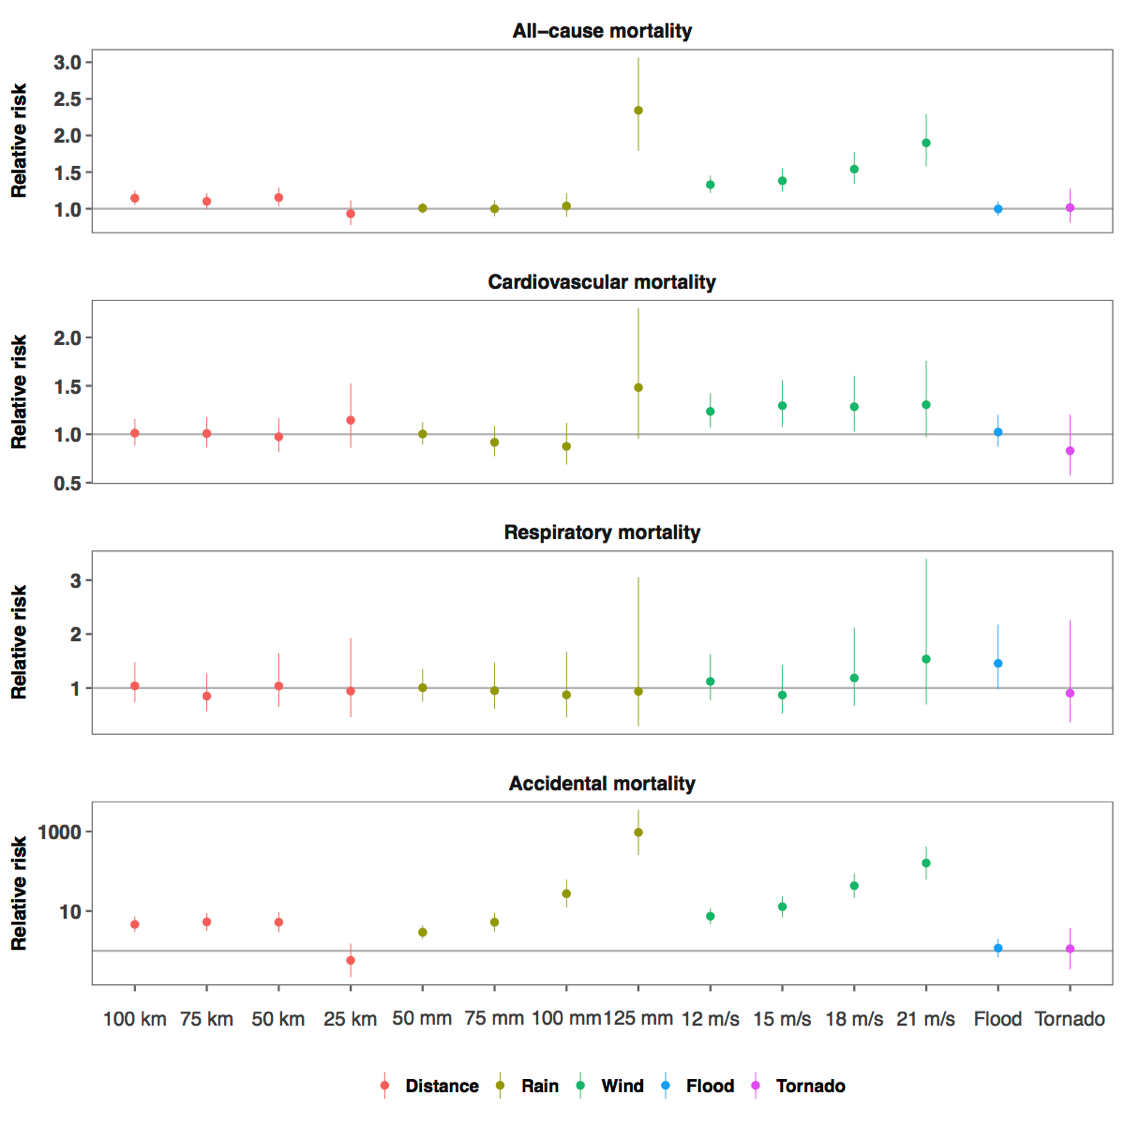 All−cause mortality
Relative risk
3.0
2.5
2.0
1.5
1.0
Cardiovascular mortality
Relative risk
2.0
1.5
1.0
0.5
Respiratory mortality
Relative risk
3
2
1
Accidental mortality
Relative risk
1000
10
100 km 75 km 50 km 25 km 50 mm 75 mm 100 mm 125 mm 12 m/s 15 m/s 18 m/s 21 m/s Flood Tornado
Distance Rain Wind Flood Tornado